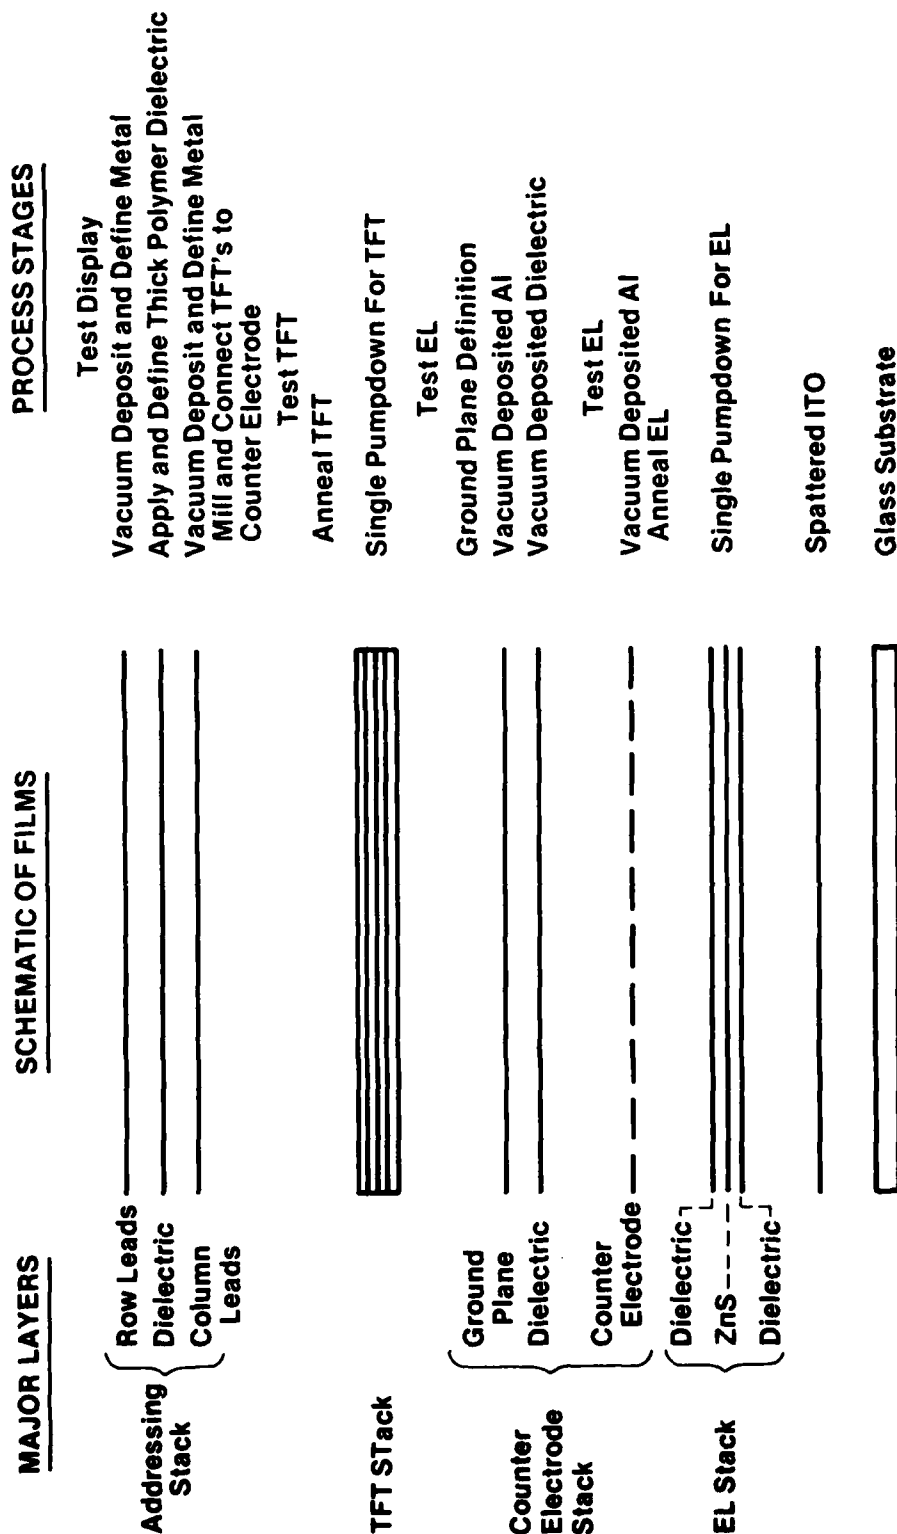 MAJOR LAYERS
SCHEMATIC OF FILMS
PROCESS STAGES
Addressing
Stack
Row Leads
Dielectric
Column
Leads
Test Display
Vacuum Deposit and Define Metal
Apply and Define Thick Polymer Dielectric
Vacuum Deposit and Define Metal
Mill and Connect TFT's to
Counter Electrode
Test TFT
Anneal TFT
TFT STack
Single Pumpdown For TFT
Test EL
Counter
Electrode
Stack
Ground
Plane
Dielectric
Counter
Electrode
Ground Plane Definition
Vacuum Deposited Al
Vacuum Deposited Dielectric
Test EL
Vacuum Deposited Al
Anneal EL
EL Stack
Dielectric
ZnS
Dielectric
Single Pumpdown For EL
Spattered ITO
Glass Substrate